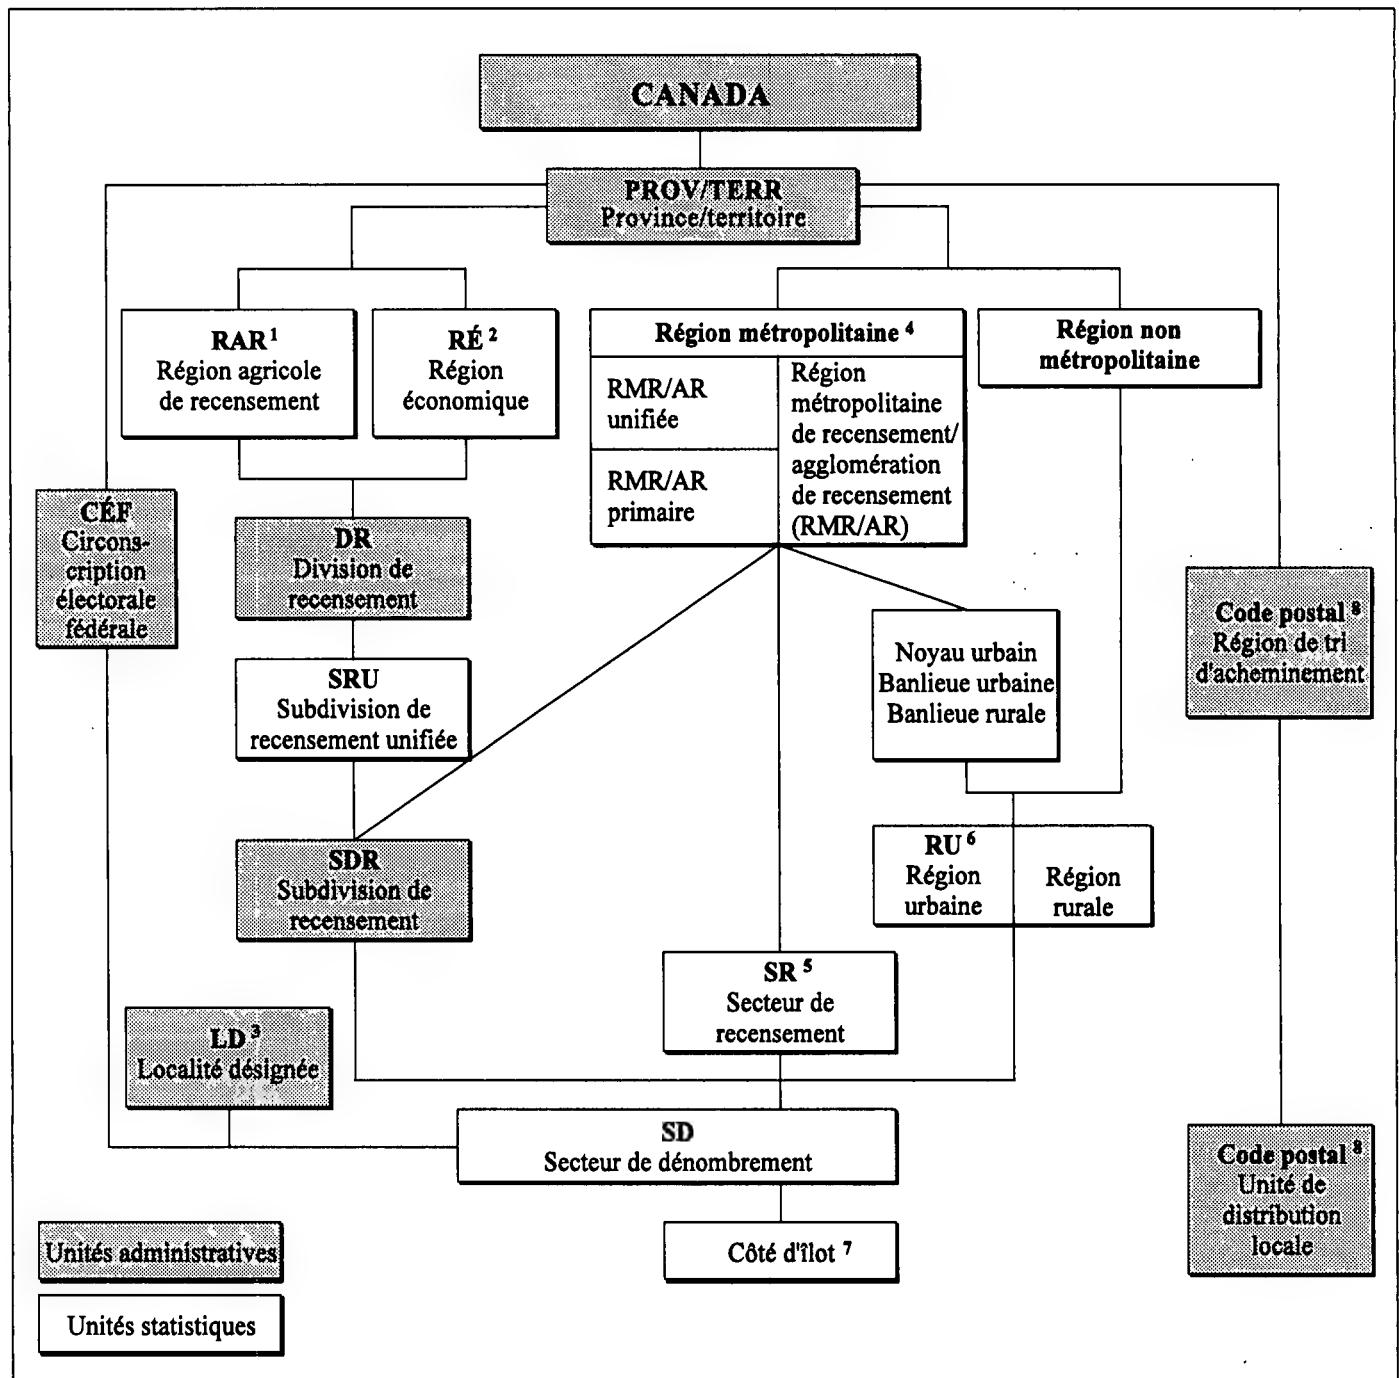 CANADA
PROV/TERR
Province/territoire
RAR 1
Région agricole
de recensement
RÉ 2
Région
économique
Région métropolitaine 4
RMR/AR
unifiée
RMR/AR
primaire
Région
métropolitaine
de recensement/
agglomération
de recensement
(RMR/AR)
Région non
métropolitaine
CÉF
Circons-
cription
électorale
fédérale
DR
Division de
recensement
Code postal 8
Région de tri
d'acheminement
Noyau urbain
Banlieue urbaine
Banlieue rurale
SRU
Subdivision de
recensement unifiée
SDR
Subdivision de
recensement
RU 6
Région
urbaine
Région
rurale
SR 5
Secteur de
recensement
LD 3
Localité désignée
SD
Secteur de dénombrement
Code postal 8
Unité de
distribution
locale
Côté d'îlot 7
Unités administratives
Unités statistiques